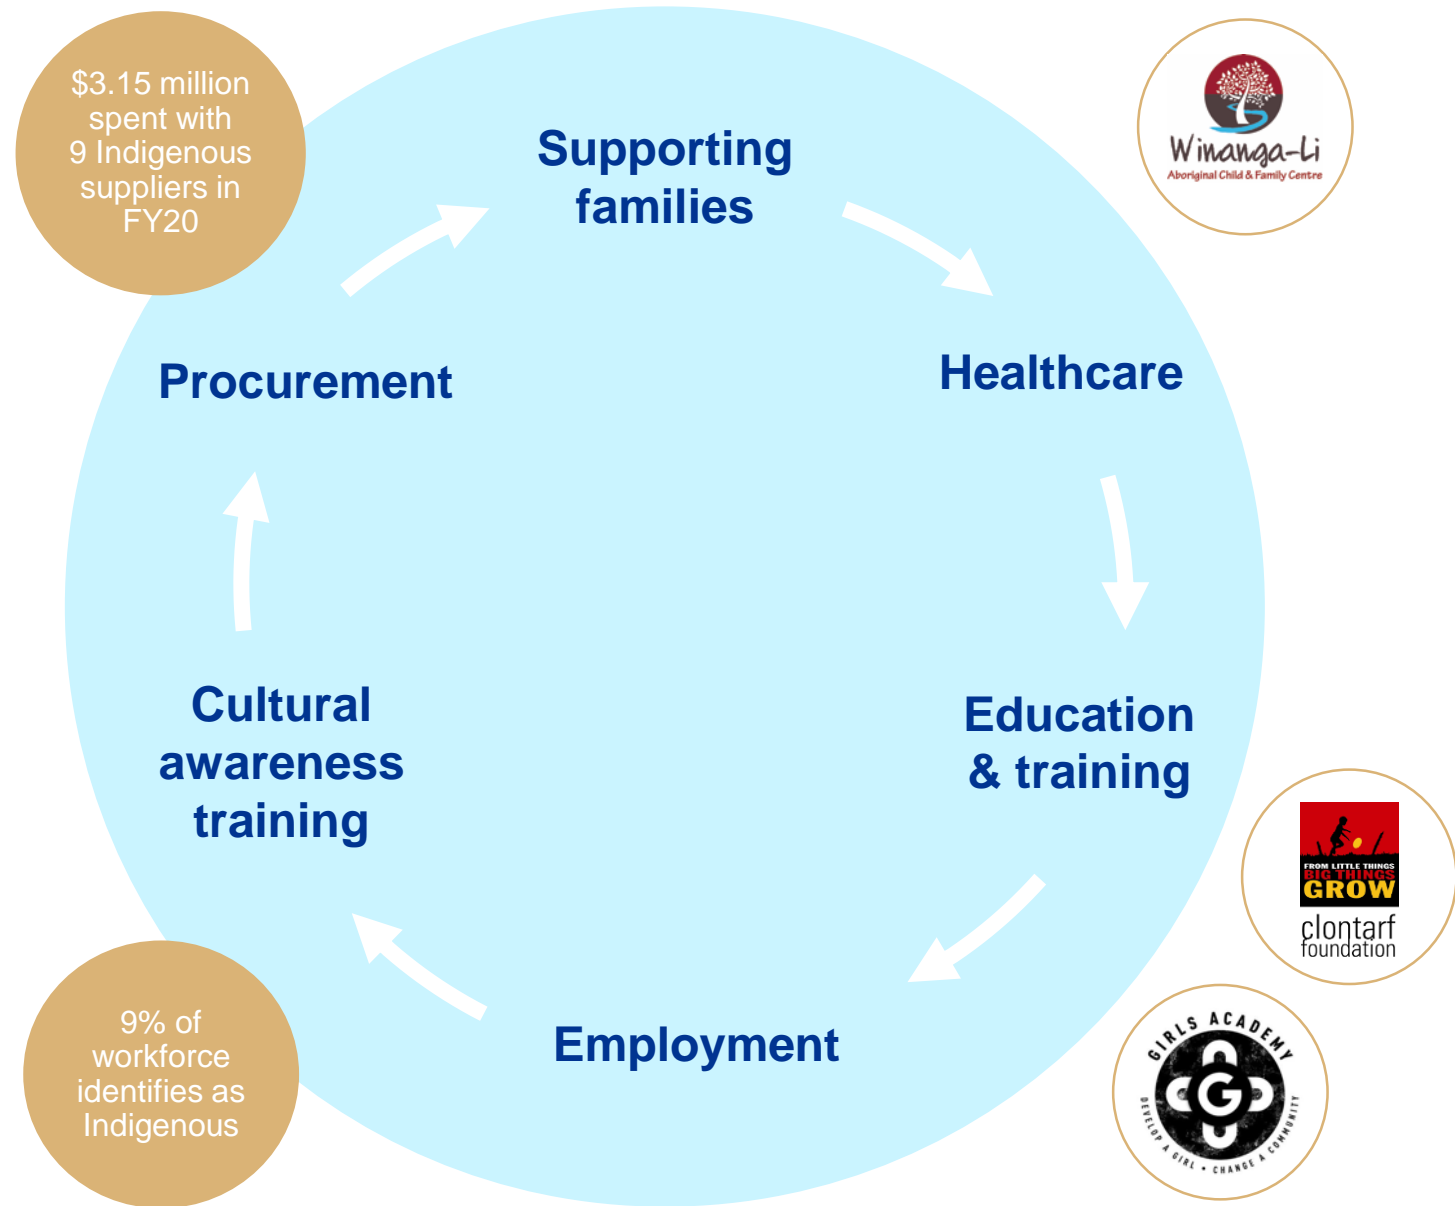 $3.15 million
spent with
9 Indigenous
suppliers in
FY20
Supporting
families
Winanga-Li
Aboriginal Child & Family Centre
Procurement
Healthcare
Cultural
awareness
training
Education
& training
FROM LITTLE THINGS
BIG THINGS
GROW
clontarf
foundation
Employment
9% of
workforce
identifies as
Indigenous
GIRLS ACADEMY
G
DEVELOP A GIRL • CHANGE A COMMUNITY